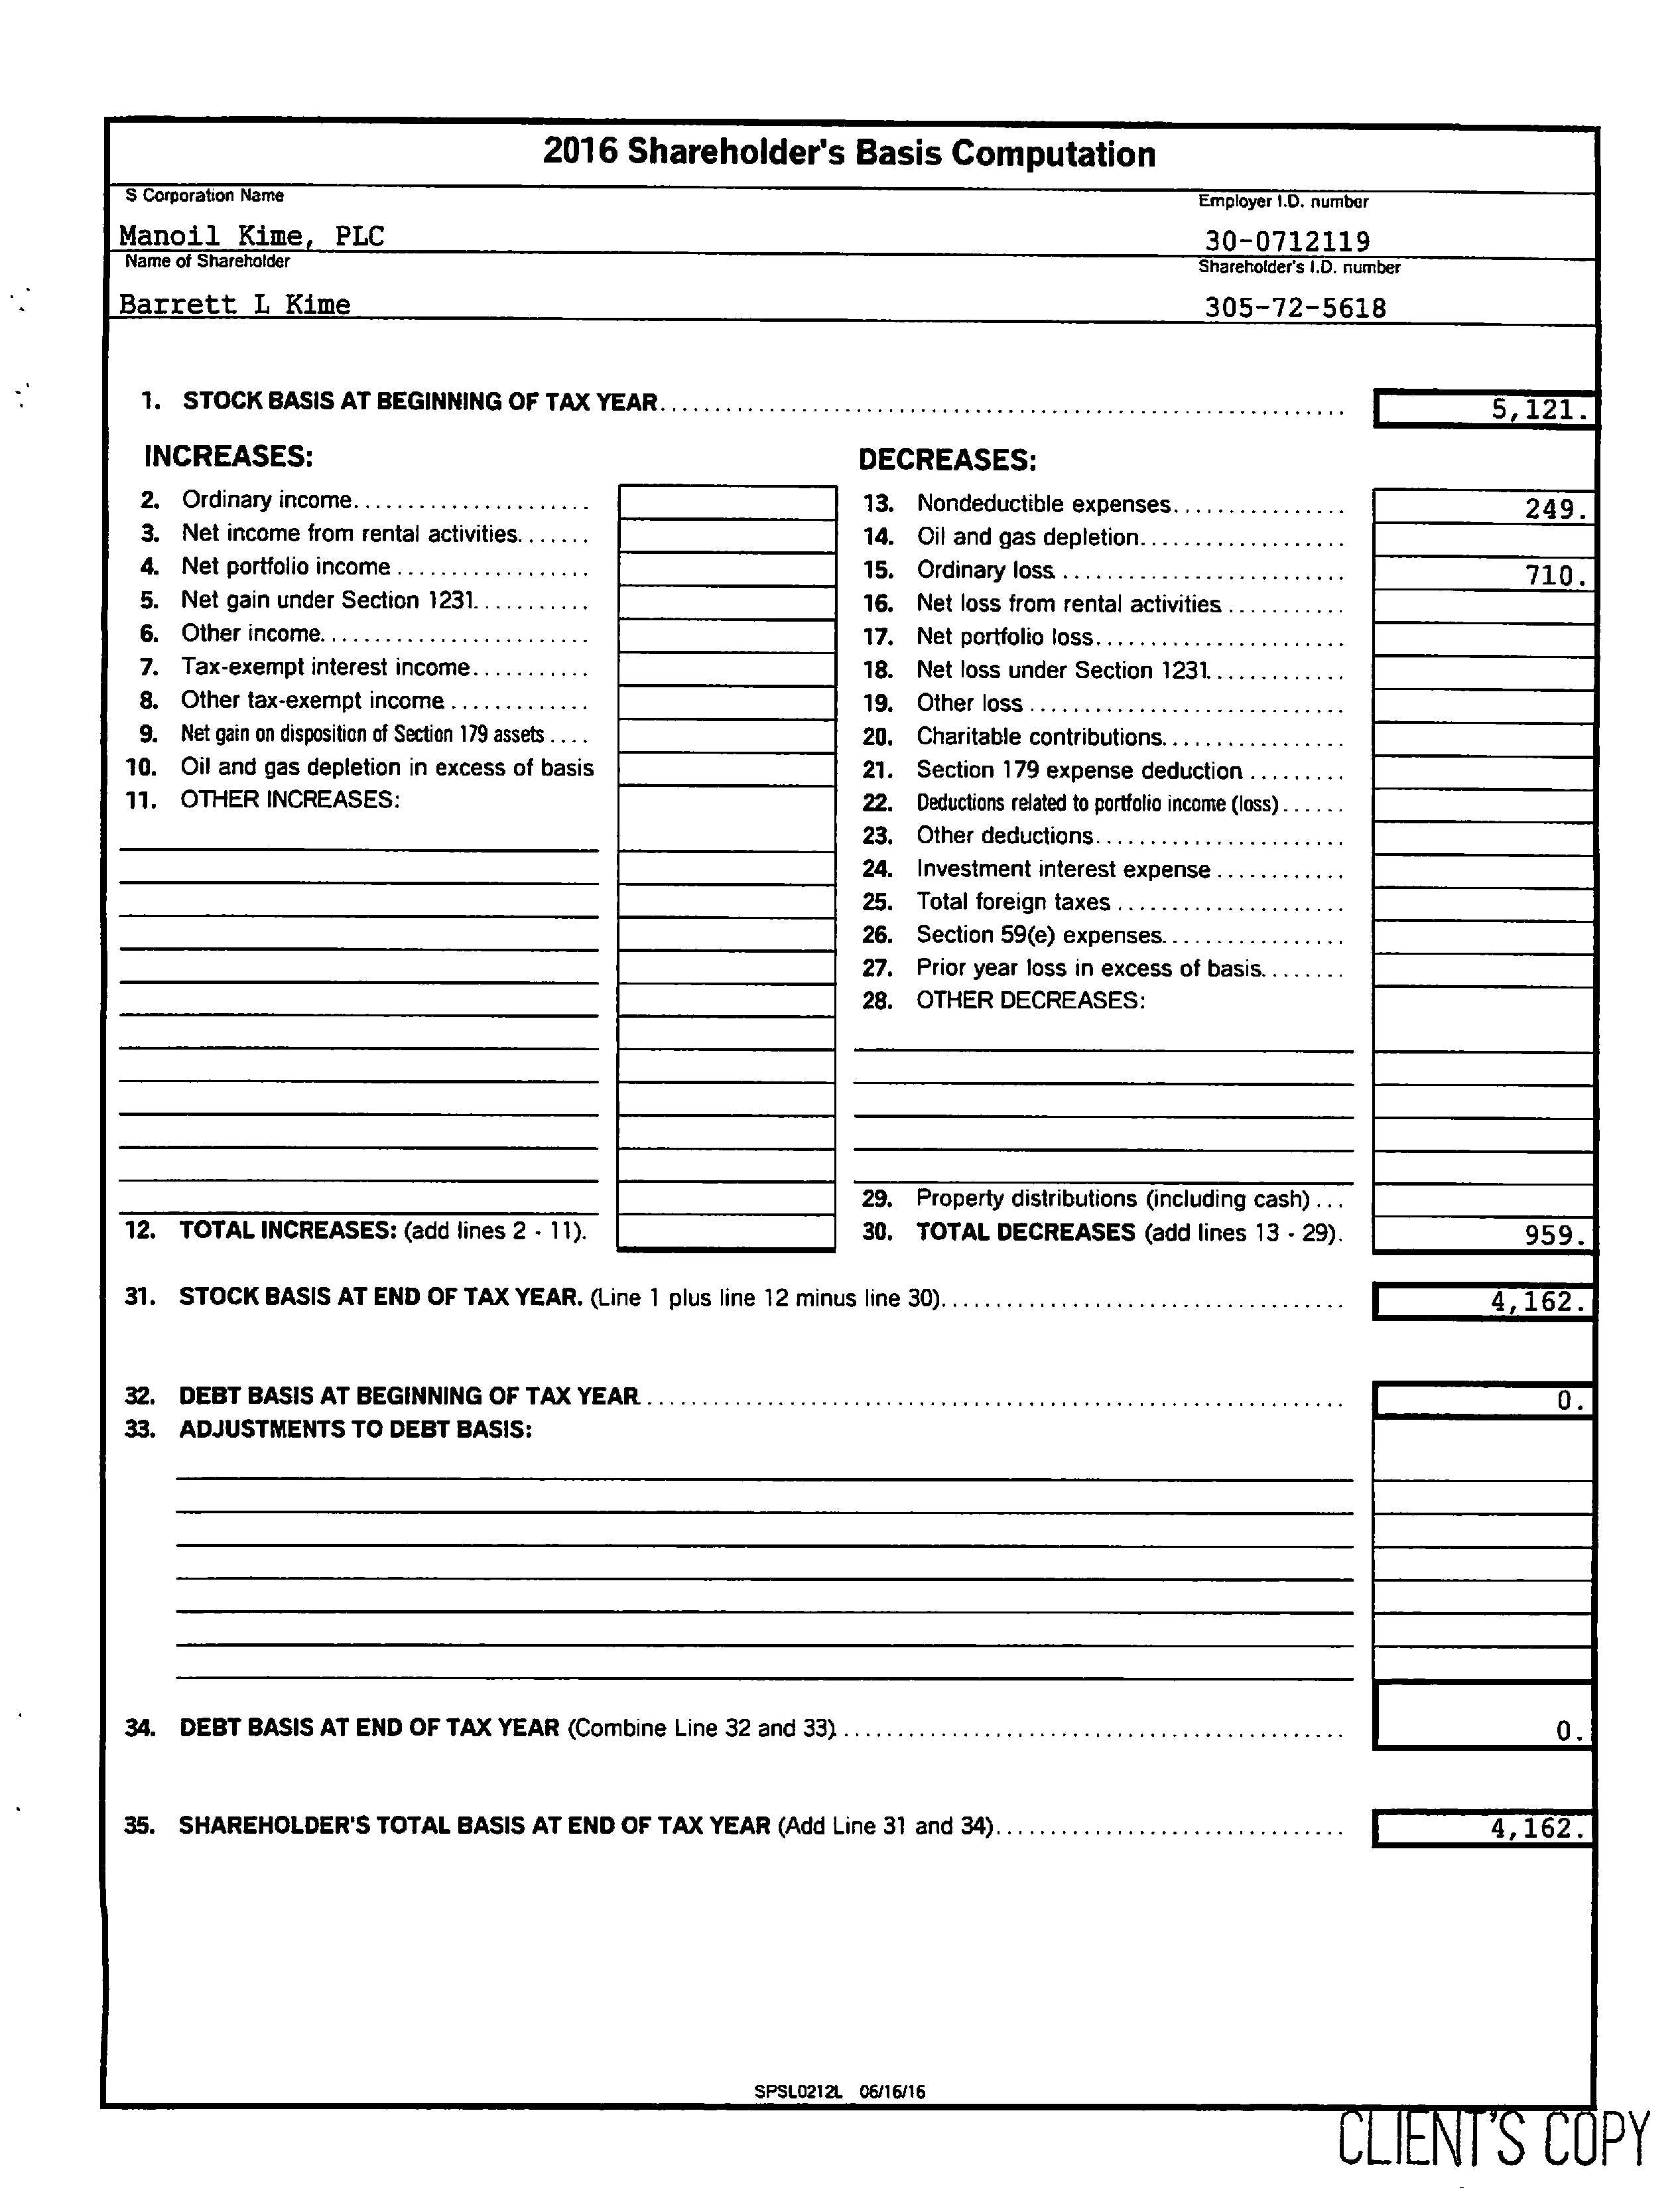 2016 Shareholder's Basis Computation
S Corporation Name
Employer I.D. number
Manoil Kime, PLC
30-0712119
Name of Shareholder
Shareholder's I.D. number
Barrett L Kime
305-72-5618
1. STOCK BASIS AT BEGINNING OF TAX YEAR 5,121.
INCREASES:
2. Ordinary income
3. Net income from rental activities
4. Net portfolio income
5. Net gain under Section 1231
6. Other income
7. Tax-exempt interest income
8. Other tax-exempt income
9. Net gain on disposition of Section 179 assets
10. Oil and gas depletion in excess of basis
11. OTHER INCREASES:
12. TOTAL INCREASES: (add lines 2 - 11).
DECREASES:
13. Nondeductible expenses 249.
14. Oil and gas depletion
15. Ordinary loss 710.
16. Net loss from rental activities
17. Net portfolio loss
18. Net loss under Section 1231
19. Other loss
20. Charitable contributions
21. Section 179 expense deduction
22. Deductions related to portfolio income (loss)
23. Other deductions
24. Investment interest expense
25. Total foreign taxes
26. Section 59(e) expenses
27. Prior year loss in excess of basis
28. OTHER DECREASES:
29. Property distributions (including cash)
30. TOTAL DECREASES (add lines 13 - 29). 959.
31. STOCK BASIS AT END OF TAX YEAR. (Line 1 plus line 12 minus line 30) 4,162.
32. DEBT BASIS AT BEGINNING OF TAX YEAR 0.
33. ADJUSTMENTS TO DEBT BASIS:
34. DEBT BASIS AT END OF TAX YEAR (Combine Line 32 and 33) 0.
35. SHAREHOLDER'S TOTAL BASIS AT END OF TAX YEAR (Add Line 31 and 34) 4,162.
SPSL0212L 06/16/16
CLIENT'S COPY